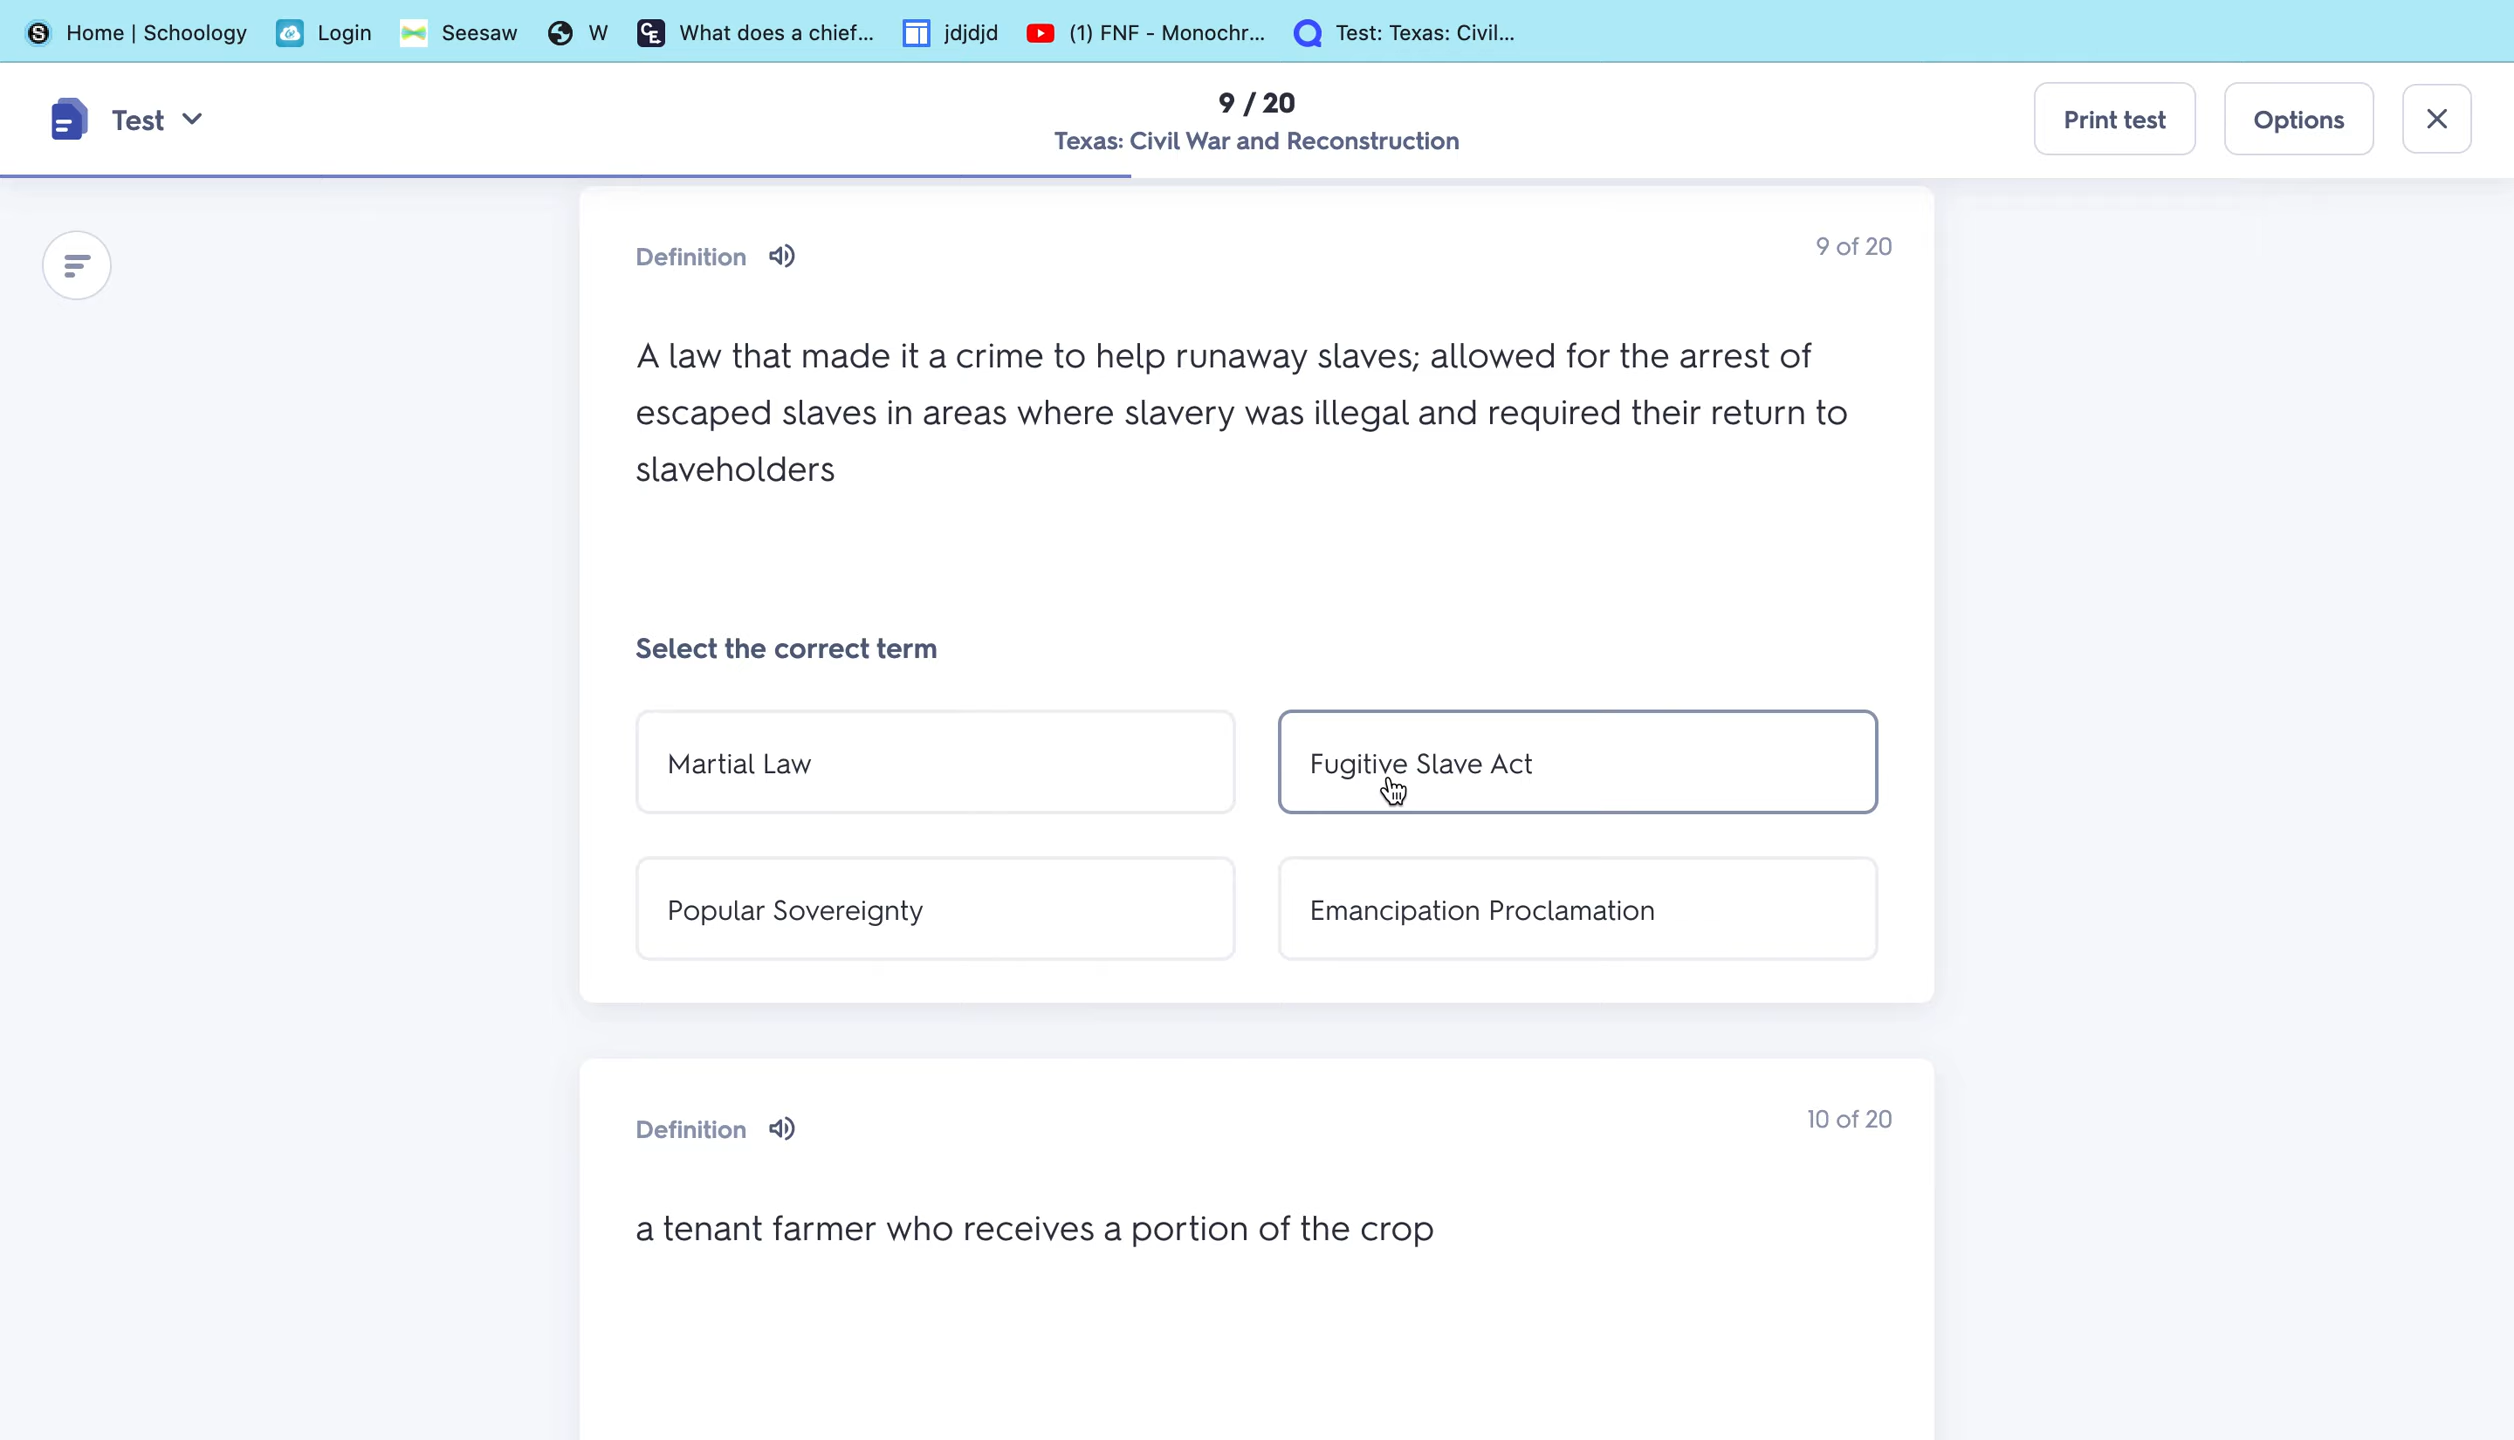 Home | Schoology Login Seesaw W What does a chief... jdjdjd (1) FNF - Monochr... Test: Texas: Civil...
Test
9 / 20
Texas: Civil War and Reconstruction
Print test
Options
Definition
9 of 20
A law that made it a crime to help runaway slaves; allowed for the arrest of
escaped slaves in areas where slavery was illegal and required their return to
slaveholders
Select the correct term
Martial Law
Fugitive Slave Act
Popular Sovereignty
Emancipation Proclamation
Definition
10 of 20
a tenant farmer who receives a portion of the crop